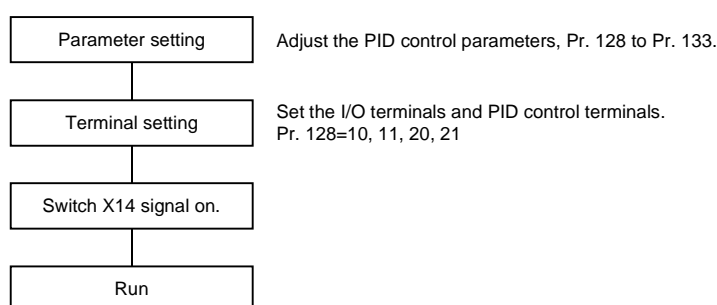 Parameter setting
Adjust the PID control parameters, Pr. 128 to Pr. 133.
Terminal setting
Set the I/O terminals and PID control terminals.
Pr. 128=10, 11, 20, 21
Switch X14 signal on.
Run